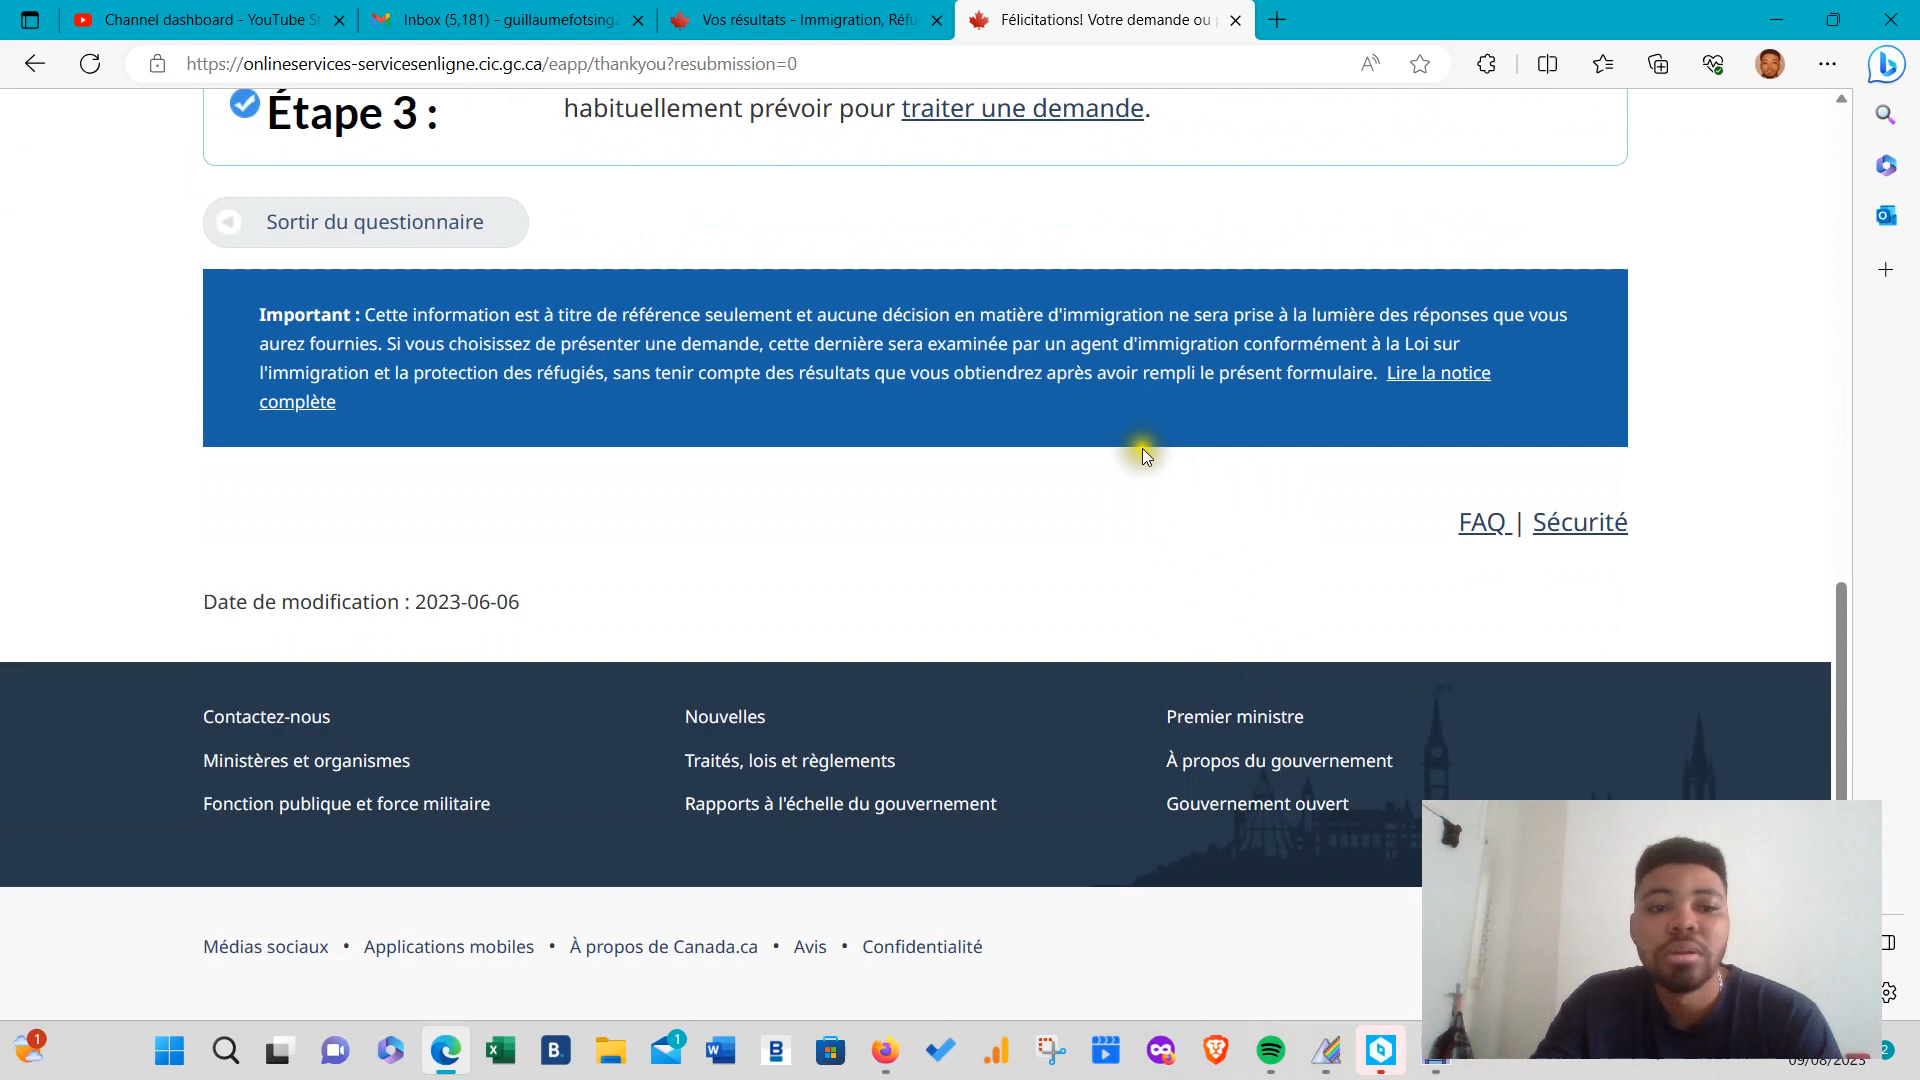 Channel dashboard - YouTube S
Inbox (5,181) - guillaumefotsing
Vos résultats - Immigration, Réfu
Félicitations! Votre demande ou
https://onlineservices-servicesenligne.cic.gc.ca/eapp/thankyou?resubmission=0
Étape 3 :
habituellement prévoir pour traiter une demande.
Sortir du questionnaire
Important : Cette information est à titre de référence seulement et aucune décision en matière d'immigration ne sera prise à la lumière des réponses que vous
aurez fournies. Si vous choisissez de présenter une demande, cette dernière sera examinée par un agent d'immigration conformément à la Loi sur
l'immigration et la protection des réfugiés, sans tenir compte des résultats que vous obtiendrez après avoir rempli le présent formulaire. Lire la notice
complète
FAQ | Sécurité
Date de modification : 2023-06-06
Contactez-nous
Nouvelles
Premier ministre
Ministères et organismes
Traités, lois et règlements
À propos du gouvernement
Fonction publique et force militaire
Rapports à l'échelle du gouvernement
Gouvernement ouvert
Médias sociaux • Applications mobiles • À propos de Canada.ca • Avis • Confidentialité
1
1
2
09/08/2023